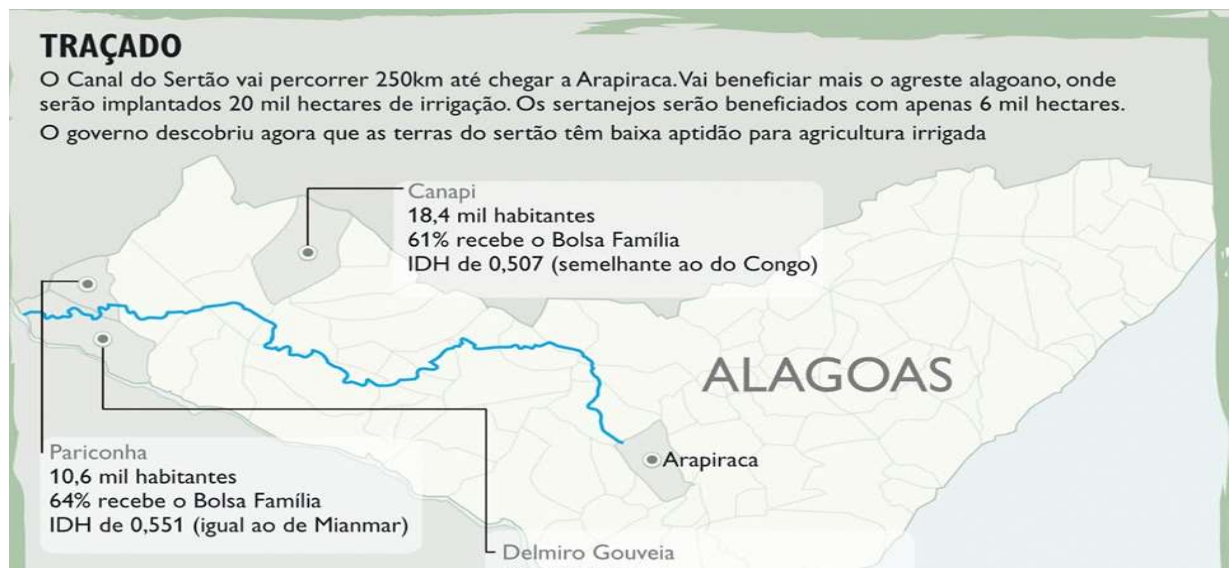 TRAÇADO
O Canal do Sertão vai percorrer 250km até chegar a Arapiraca. Vai beneficiar mais o agreste alagoano, onde
serão implantados 20 mil hectares de irrigação. Os sertanejos serão beneficiados com apenas 6 mil hectares.
O governo descobriu agora que as terras do sertão têm baixa aptidão para agricultura irrigada
Canapi
18,4 mil habitantes
61% recebe o Bolsa Família
IDH de 0,507 (semelhante ao do Congo)
ALAGOAS
Arapiraca
Pariconha
10,6 mil habitantes
64% recebe o Bolsa Família
IDH de 0,551 (igual ao de Mianmar)
Delmiro Gouveia